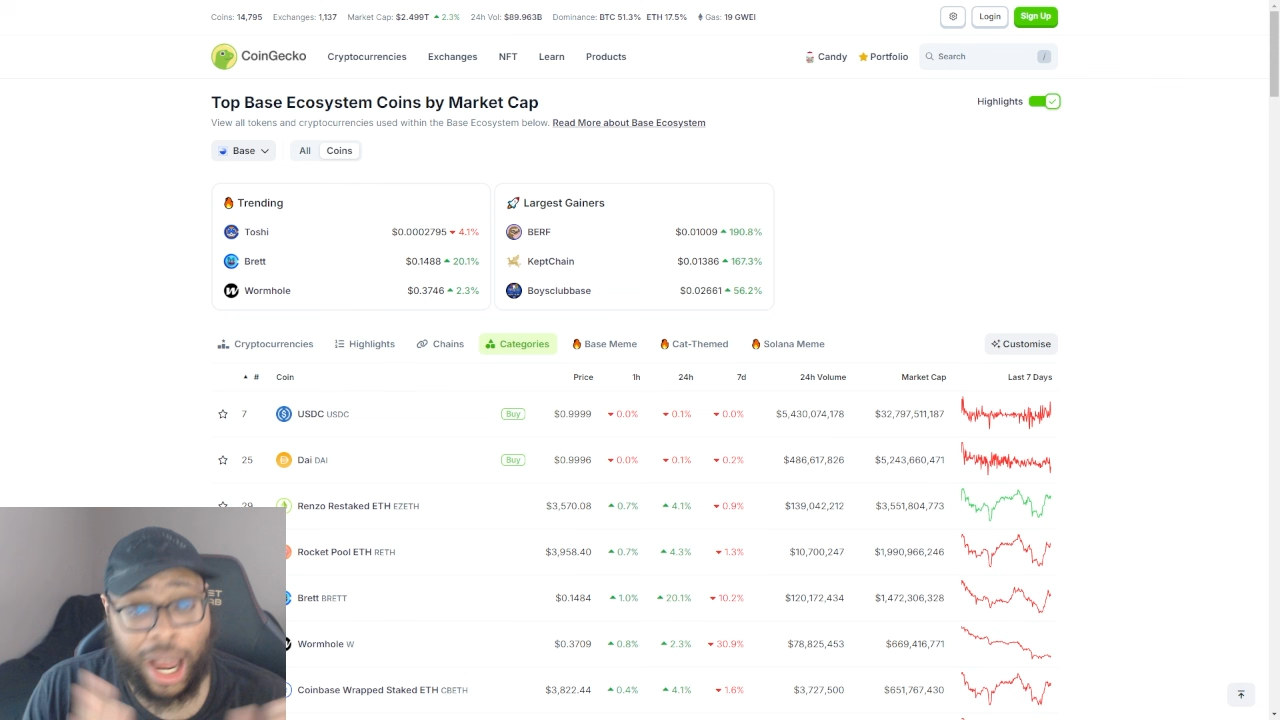 Coins: 14,795 Exchanges: 1,137 Market Cap: $2.499T 2.3% 24h Vol: $89.963B Dominance: BTC 51.3% ETH 17.5% Gas: 19 GWEI
Login Sign Up
CoinGecko Cryptocurrencies Exchanges NFT Learn Products Candy Portfolio Search /
Top Base Ecosystem Coins by Market Cap
Highlights
View all tokens and cryptocurrencies used within the Base Ecosystem below. Read More about Base Ecosystem
Base All Coins
Trending
Toshi $0.0002795 4.1%
Brett $0.1488 20.1%
Wormhole $0.3746 2.3%
Largest Gainers
BERF $0.01009 190.8%
KeptChain $0.01386 167.3%
Boysclubbase $0.02661 56.2%
Cryptocurrencies Highlights Chains Categories Base Meme Cat-Themed Solana Meme Customise
# Coin Price 1h 24h 7d 24h Volume Market Cap Last 7 Days
7 USDC USDC Buy $0.9999 0.0% 0.1% 0.0% $5,430,074,178 $32,797,511,187
25 Dai DAI Buy $0.9996 0.0% 0.1% 0.2% $486,617,826 $5,243,660,471
Renzo Restaked ETH EZETH $3,570.08 0.7% 4.1% 0.9% $139,042,212 $3,551,804,773
Rocket Pool ETH RETH $3,958.40 0.7% 4.3% 1.3% $10,700,247 $1,990,966,246
Brett BRETT $0.1484 1.0% 20.1% 10.2% $120,172,434 $1,472,306,328
Wormhole W $0.3709 0.8% 2.3% 30.9% $78,825,453 $669,416,771
Coinbase Wrapped Staked ETH CBETH $3,822.44 0.4% 4.1% 1.6% $3,727,500 $651,767,430